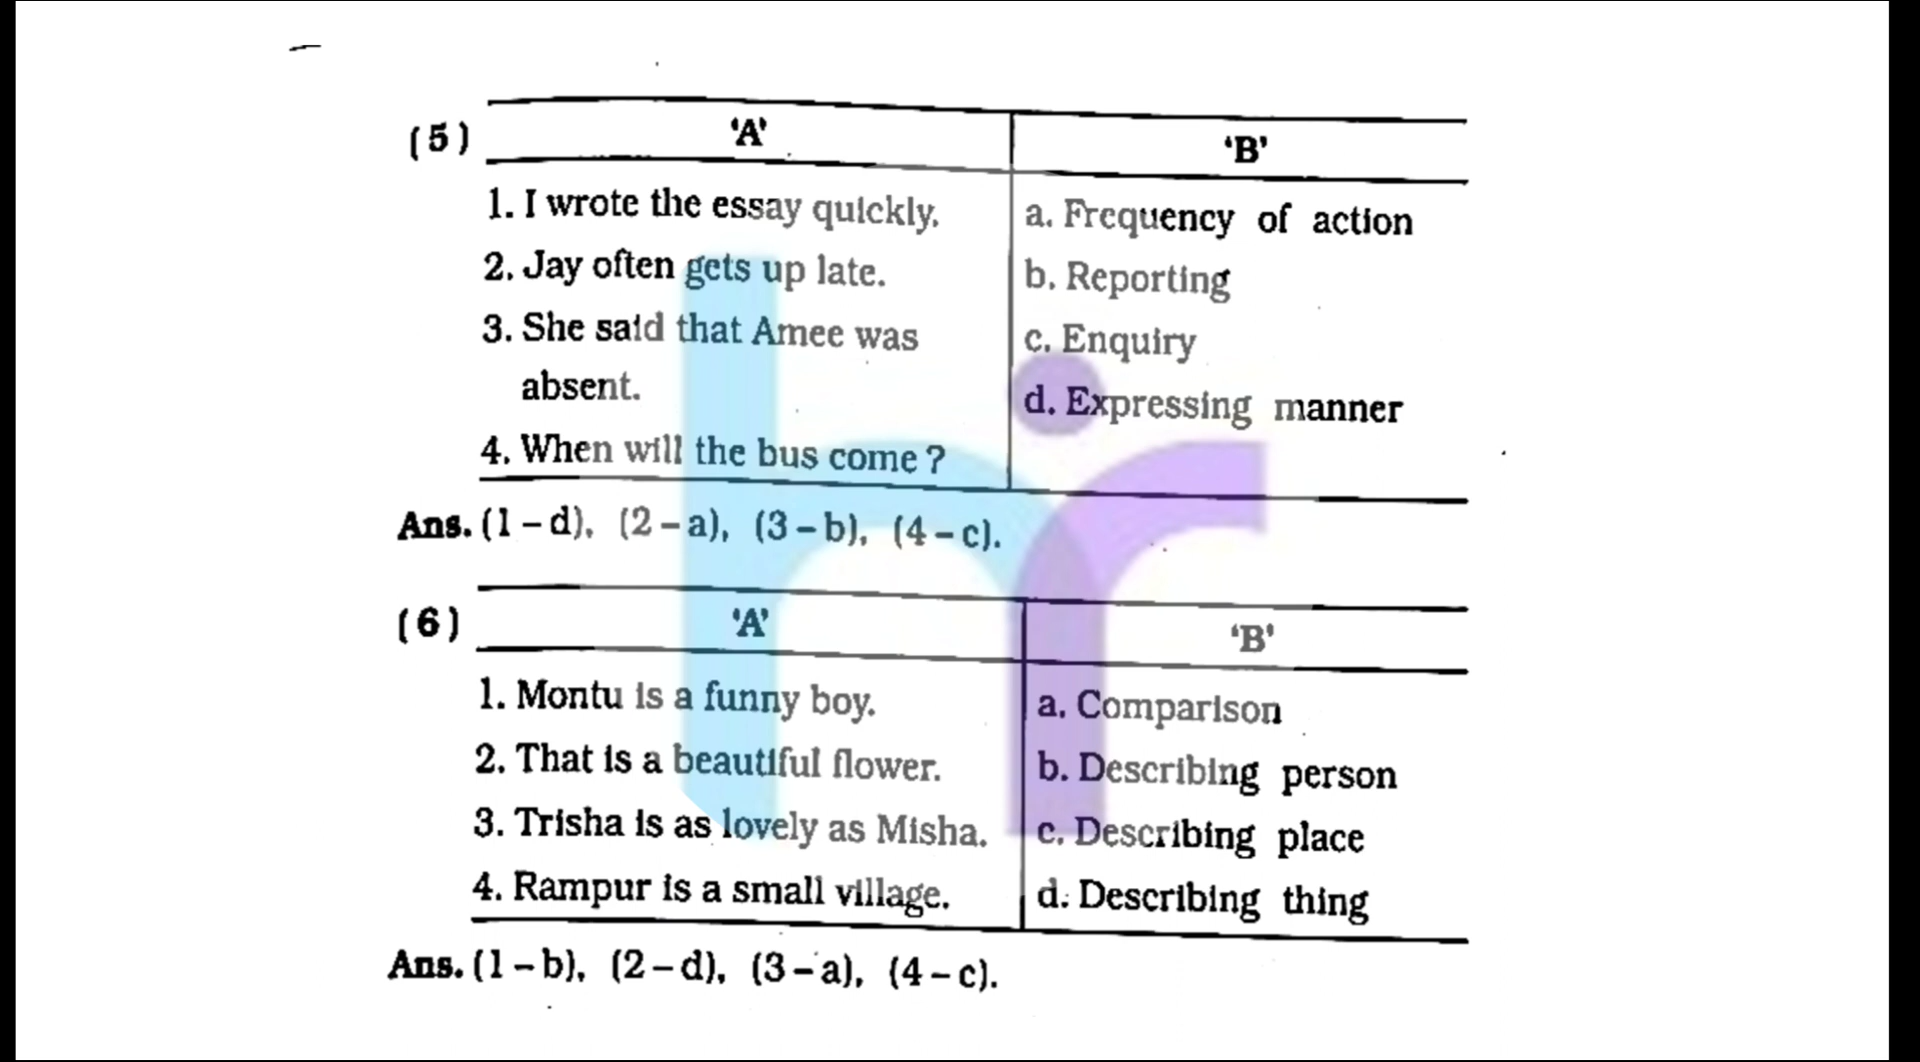 (5) 'A' 'B'
1. I wrote the essay quickly. a. Frequency of action
2. Jay often gets up late. b. Reporting
3. She said that Amee was c. Enquiry
absent. d. Expressing manner
4. When will the bus come ?
Ans. (1 – d), (2 – a), (3 – b), (4 – c).
(6) 'A' 'B'
1. Montu is a funny boy. a. Comparison
2. That is a beautiful flower. b. Describing person
3. Trisha is as lovely as Misha. c. Describing place
4. Rampur is a small village. d. Describing thing
Ans. (1 – b), (2 – d), (3 – a), (4 – c).